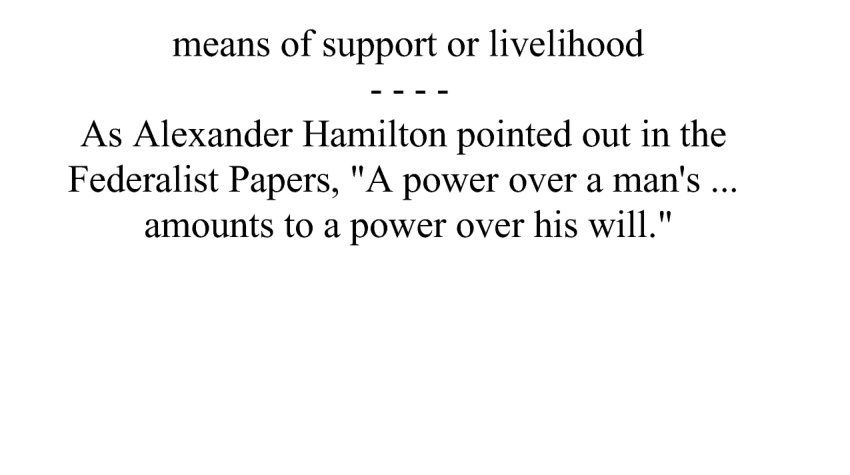 means of support or livelihood
- - - -
As Alexander Hamilton pointed out in the
Federalist Papers, "A power over a man's ...
amounts to a power over his will."